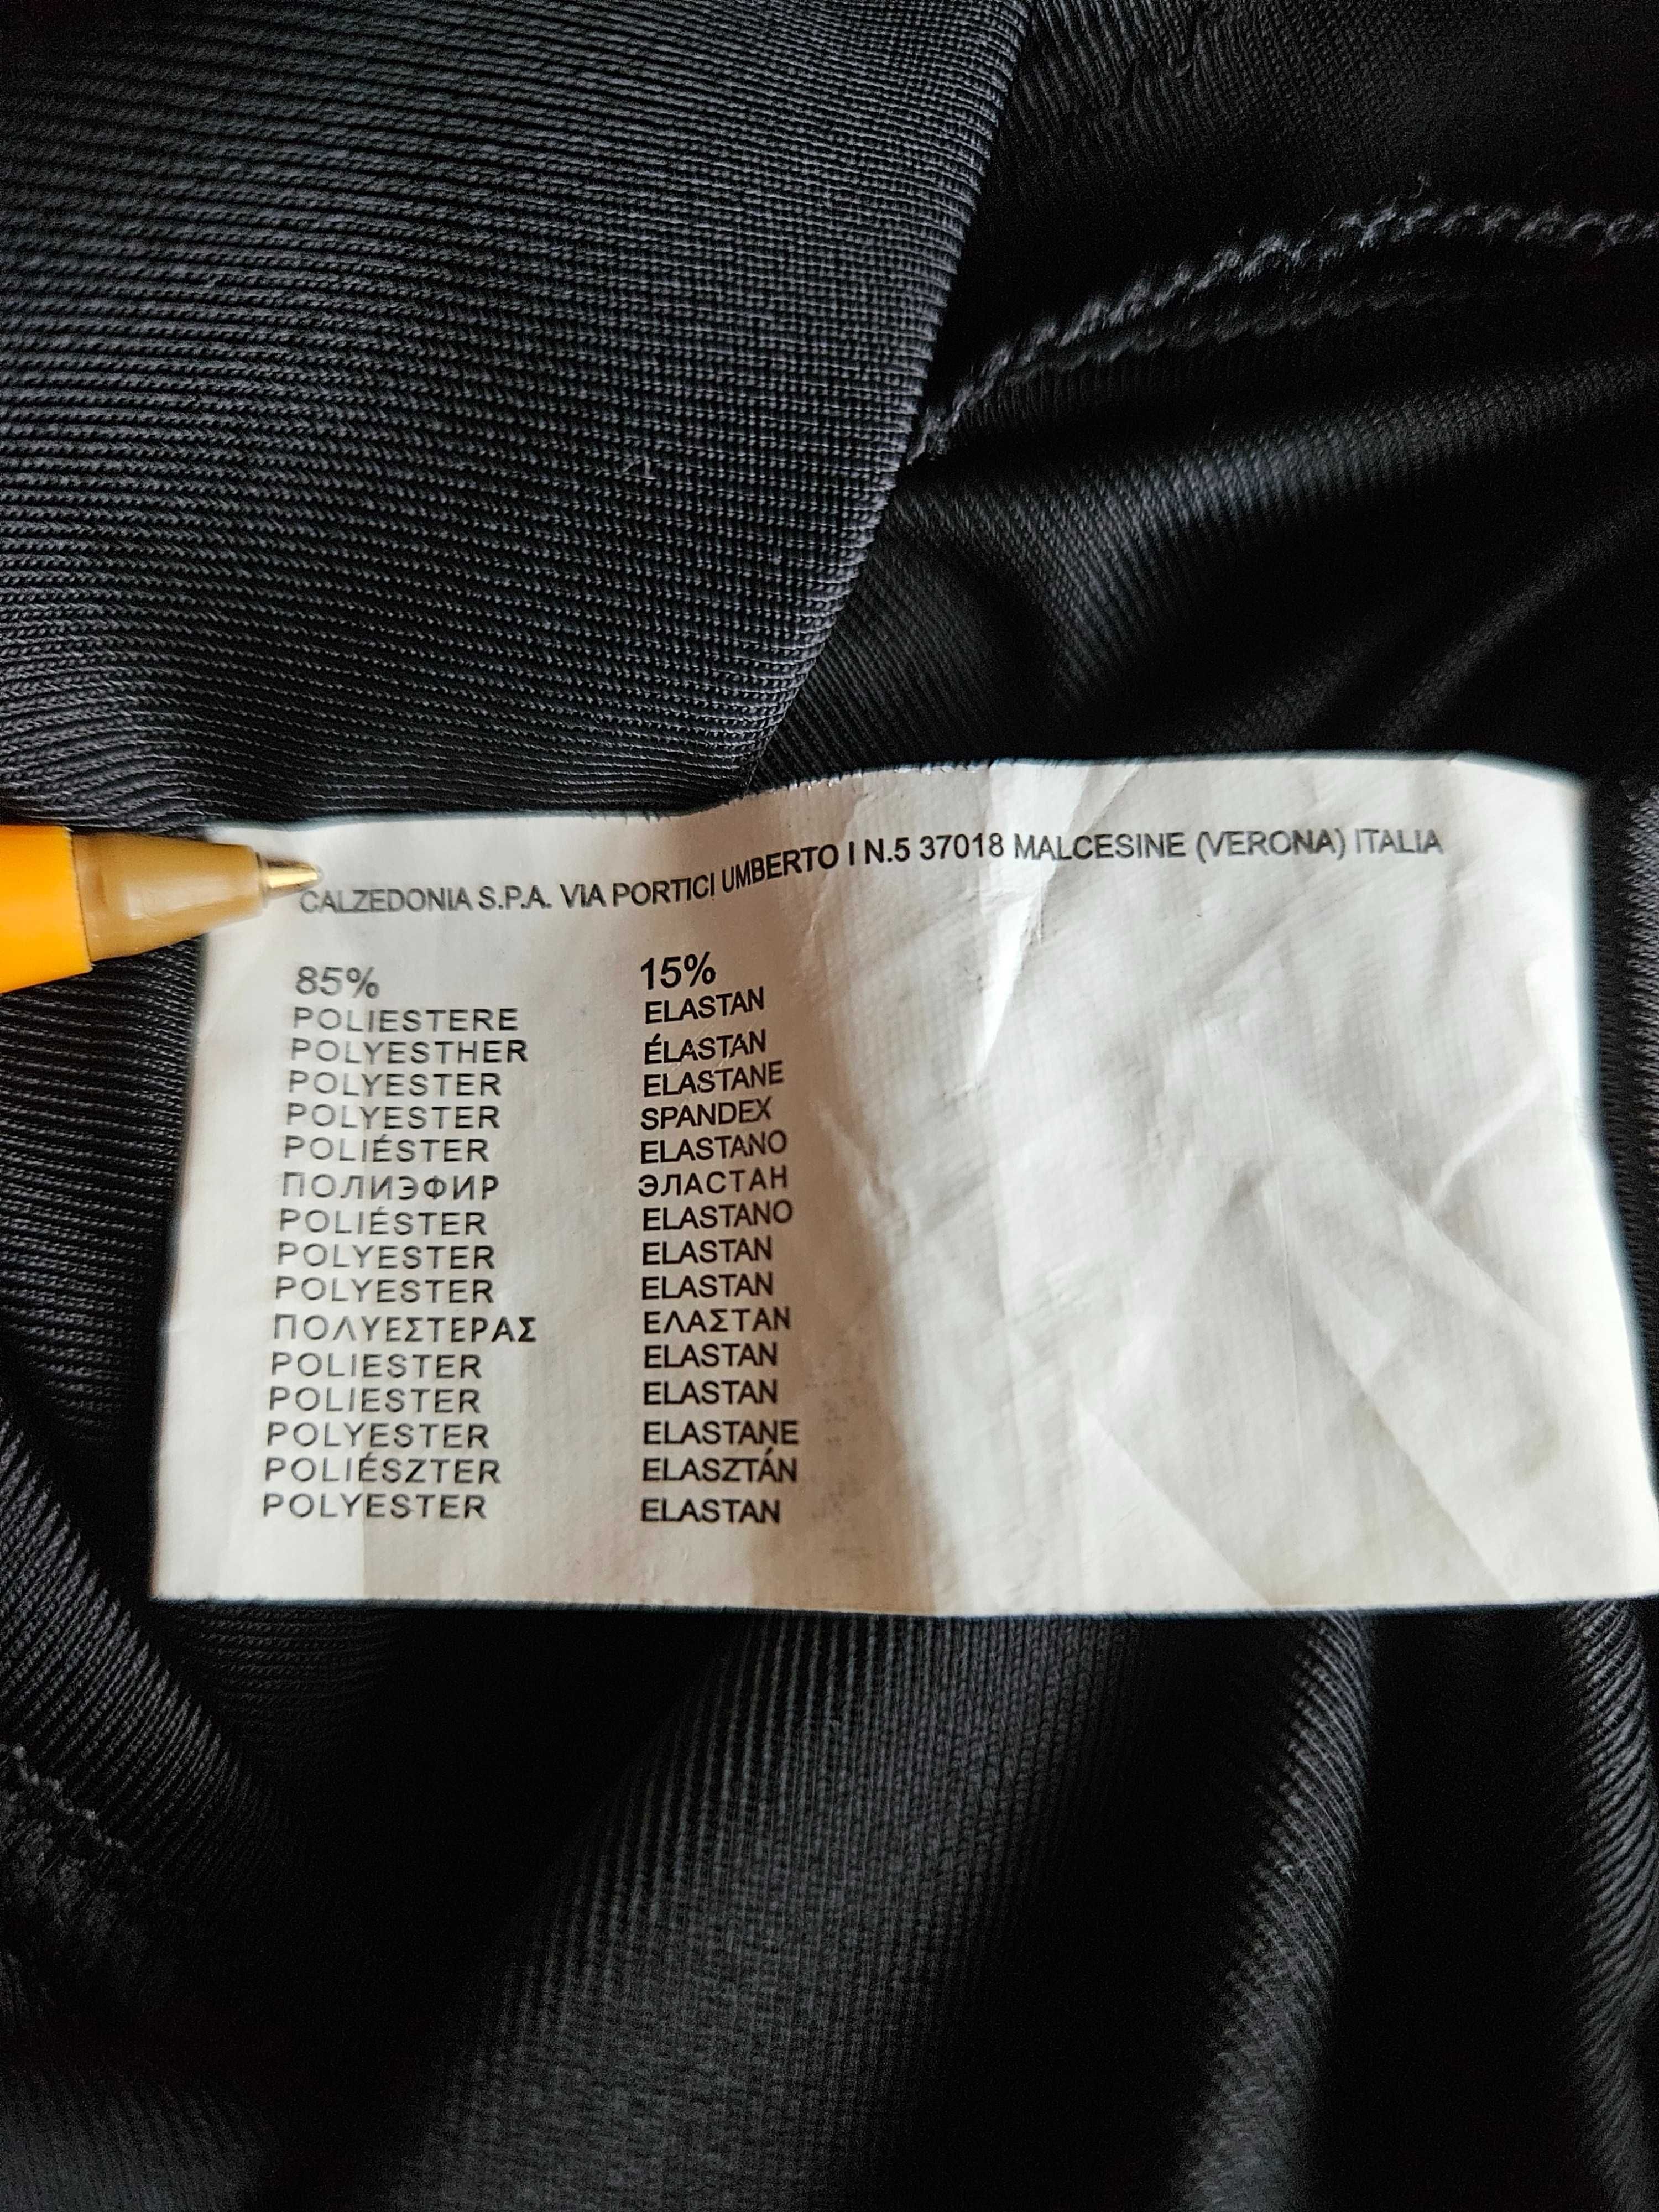 CALZEDONIA S.P.A. VIA PORTICI UMBERTO I N.5 37018 MALCESINE (VERONA) ITALIA
85% 15%
POLIESTERE ELASTAN
POLYESTHER ÉLASTAN
POLYESTER ELASTANE
POLYESTER SPANDEX
POLIÉSTER ELASTANO
ПОЛИЭФИР ЭЛАСТАН
POLIÉSTER ELASTANO
POLYESTER ELASTAN
POLYESTER ELASTAN
ΠΟΛΥΕΣΤΕΡΑΣ ΕΛΑΣΤΑΝ
POLIESTER ELASTAN
POLIESTER ELASTAN
POLYESTER ELASTANE
POLIÉSZTER ELASZTÁN
POLYESTER ELASTAN